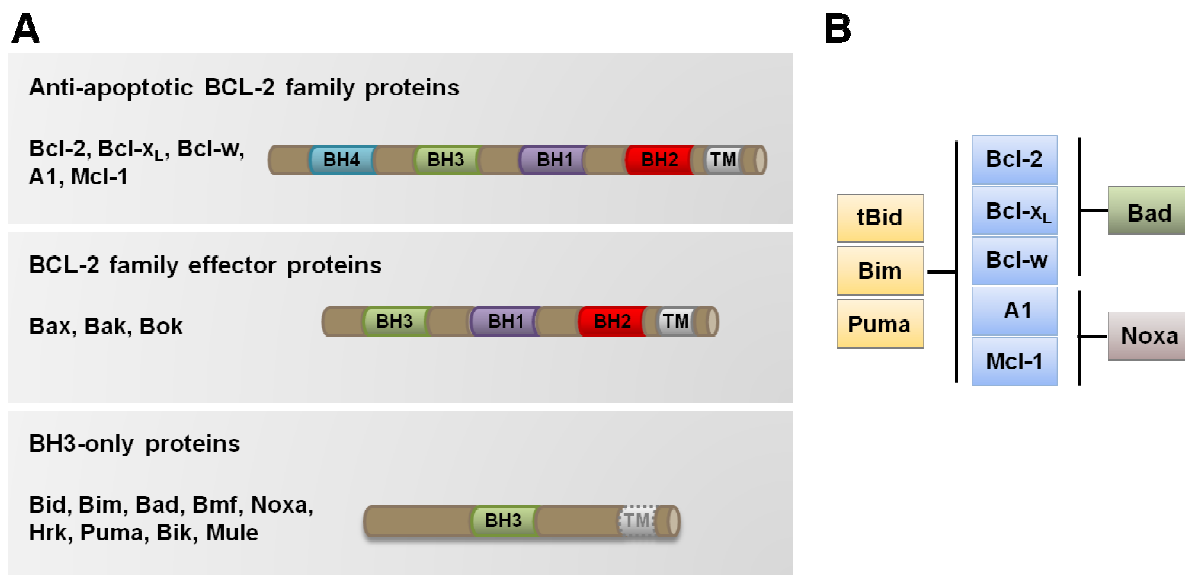 A
Anti-apoptotic BCL-2 family proteins
Bcl-2, Bcl-xL, Bcl-w,
A1, Mcl-1
BH4 BH3 BH1 BH2 TM
BCL-2 family effector proteins
Bax, Bak, Bok
BH3 BH1 BH2 TM
BH3-only proteins
Bid, Bim, Bad, Bmf, Noxa,
Hrk, Puma, Bik, Mule
BH3 TM
B
tBid
Bim
Puma
Bcl-2
Bcl-xL
Bcl-w
A1
Mcl-1
Bad
Noxa